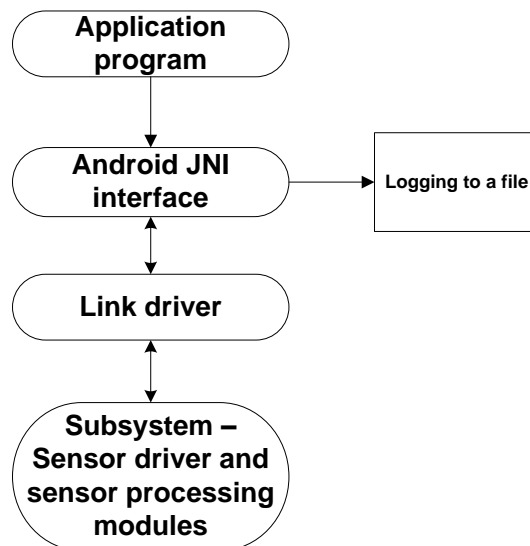 Application
program
Android JNI
interface
Logging to a file
Link driver
Subsystem –
Sensor driver and
sensor processing
modules